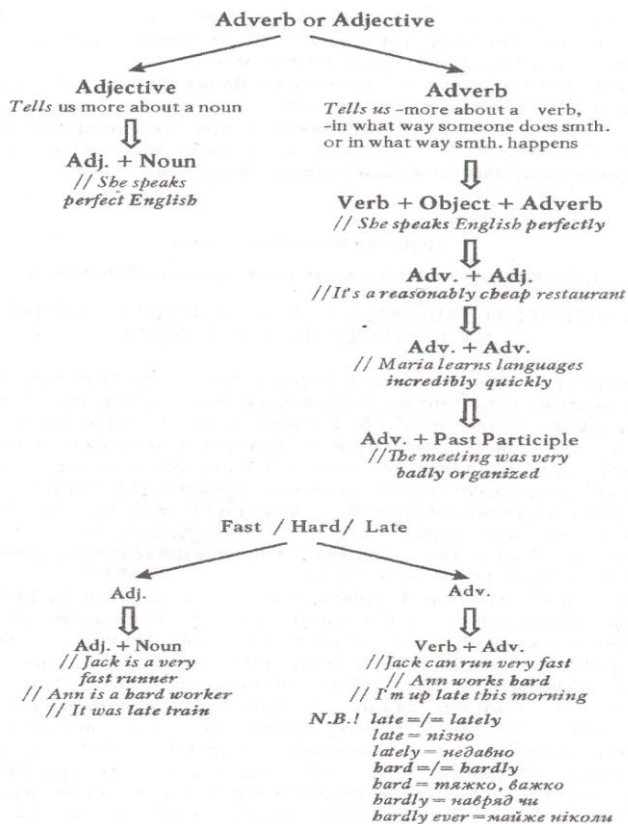 Adverb or Adjective
Adjective
Tells us more about a noun
Adj. + Noun
// She speaks
perfect English
Adverb
Tells us –more about a verb,
-in what way someone does smth.
or in what way smth. happens
Verb + Object + Adverb
// She speaks English perfectly
Adv. + Adj.
//It's a reasonably cheap restaurant
Adv. + Adv.
// Maria learns languages
incredibly quickly
Adv. + Past Participle
//The meeting was very
badly organized
Fast / Hard/ Late
Adj.
Adj. + Noun
// Jack is a very
fast runner
// Ann is a hard worker
// It was late train
Adv.
Verb + Adv.
//Jack can run very fast
// Ann works hard
// I'm up late this morning
N.B.! late =/= lately
late = пізно
lately = недавно
hard =/= hardly
hard = тяжко, важко
hardly = навряд чи
hardly ever = майже ніколи